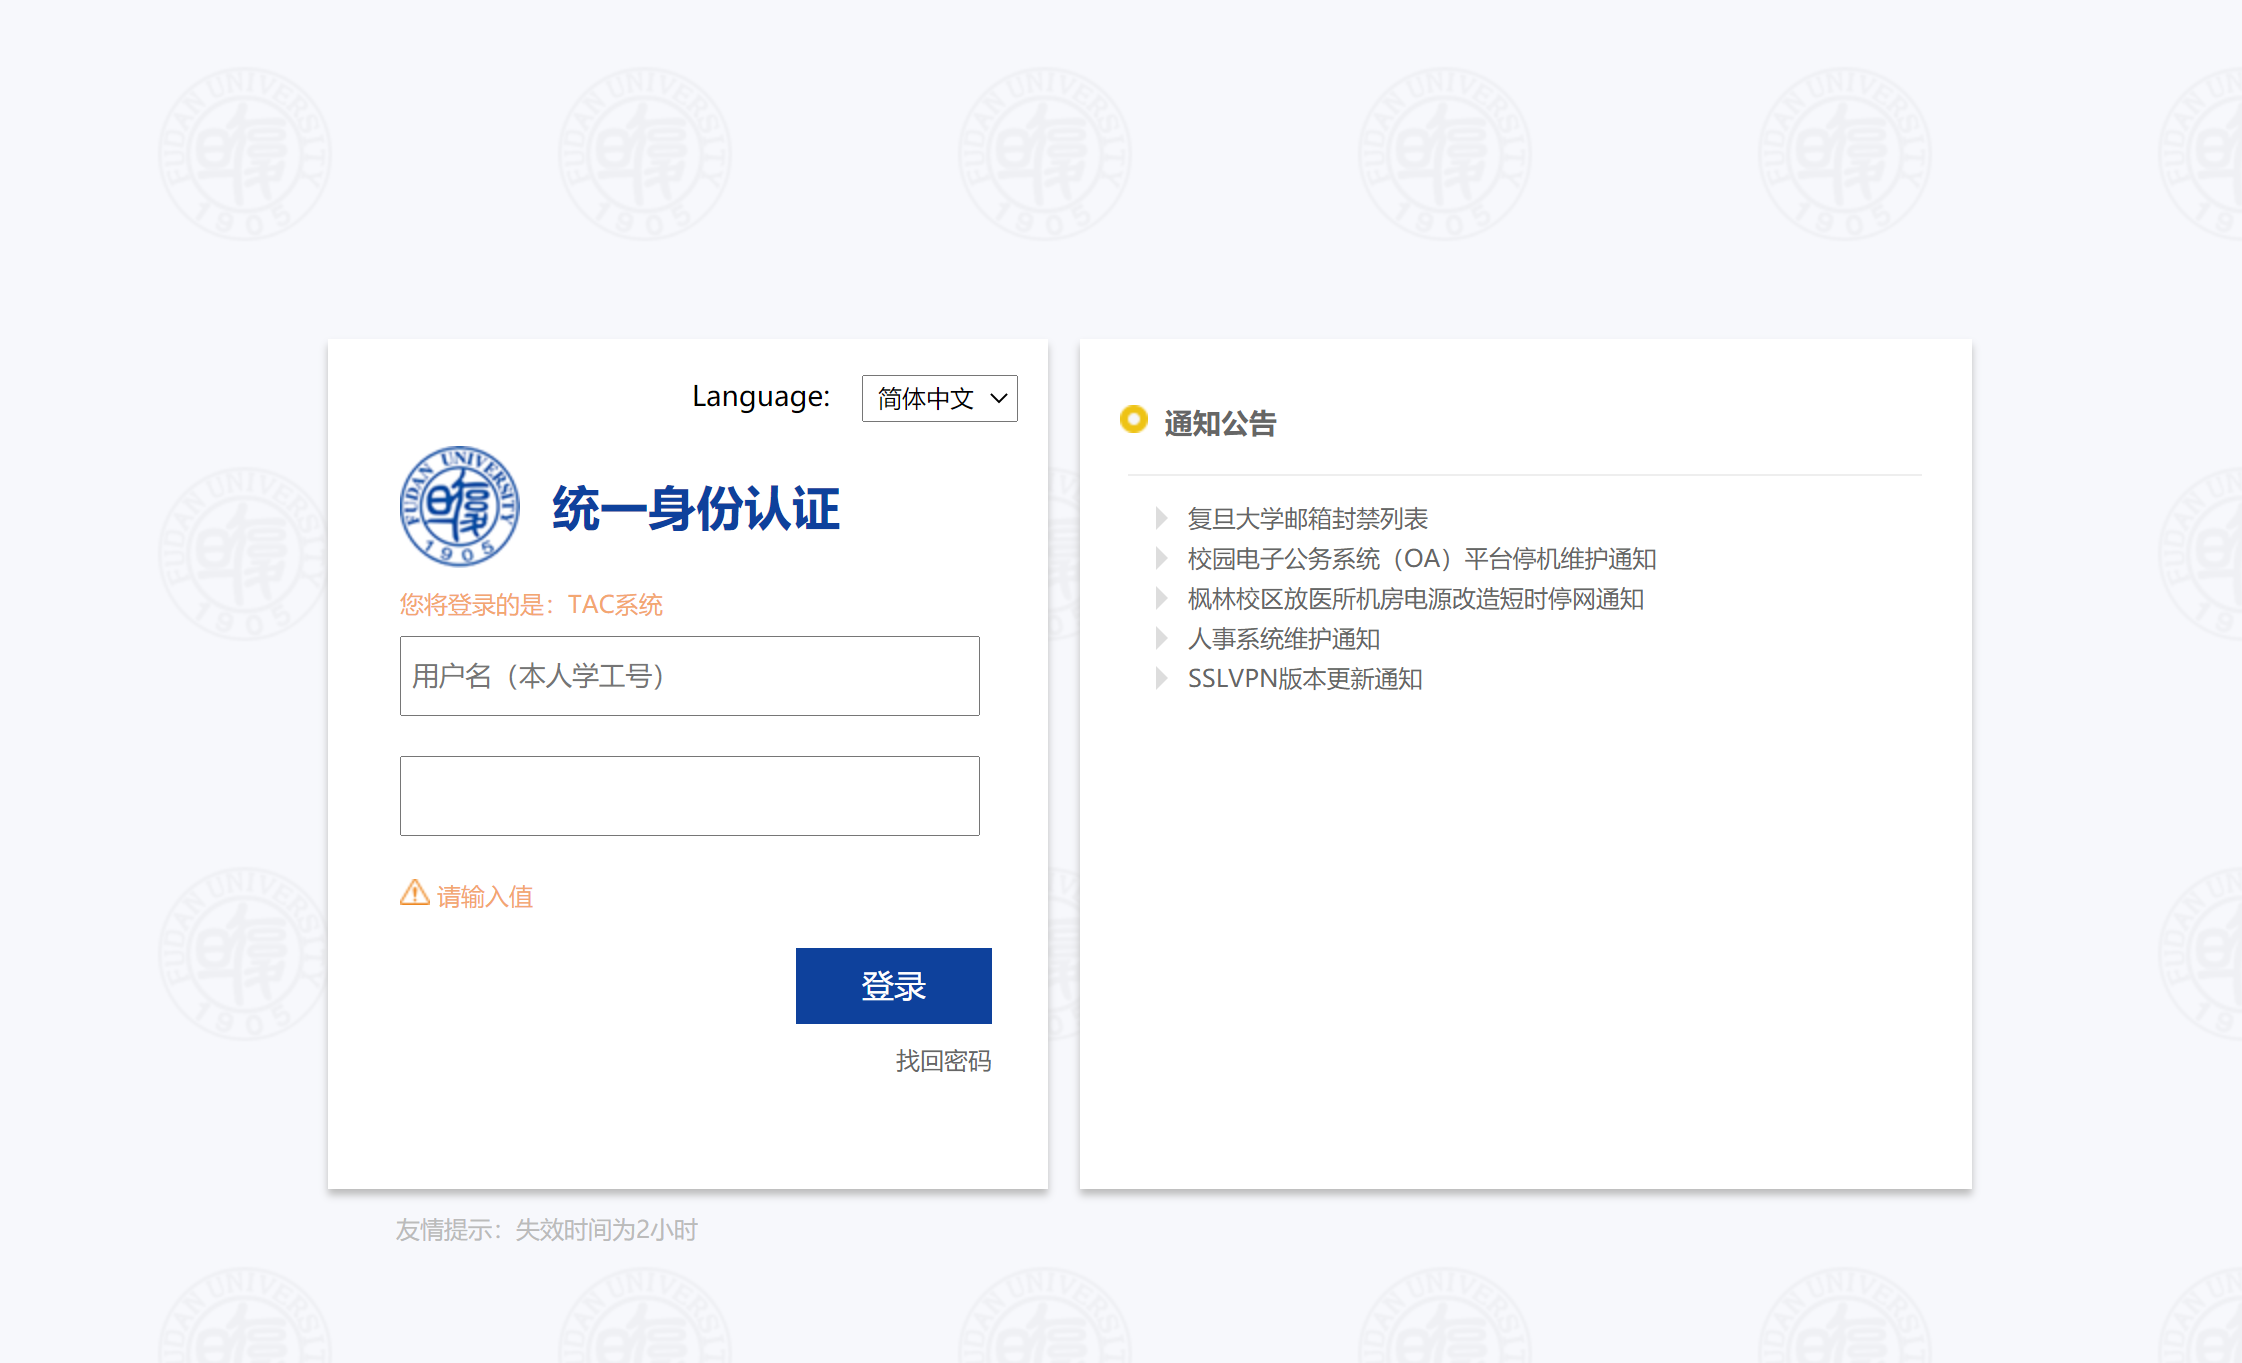 Language: 简体中文
FUDAN UNIVERSITY 1905
统一身份认证
您将登录的是：TAC系统
用户名（本人学工号）
请输入值
登录
找回密码
通知公告
复旦大学邮箱封禁列表
校园电子公务系统（OA）平台停机维护通知
枫林校区放医所机房电源改造短时停网通知
人事系统维护通知
SSLVPN版本更新通知
友情提示：失效时间为2小时